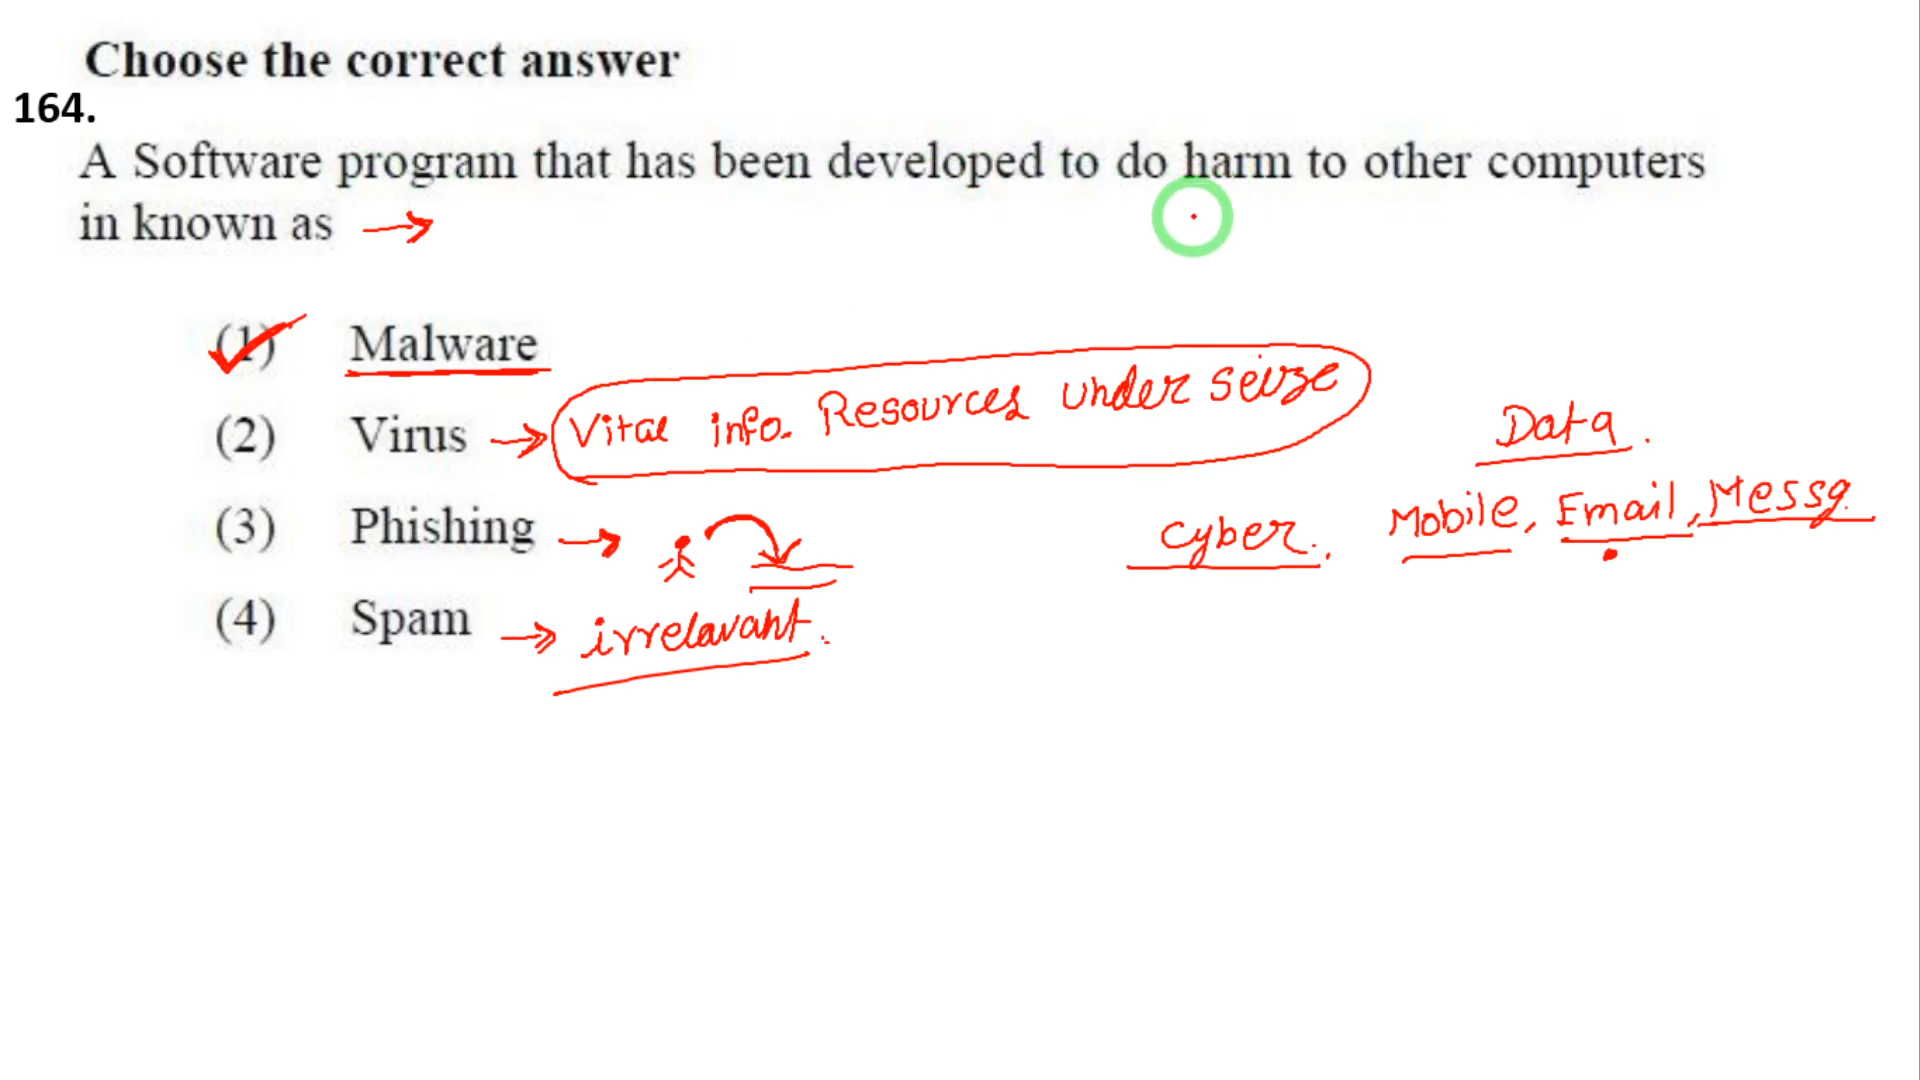 Choose the correct answer
164.
A Software program that has been developed to do harm to other computers
in known as →
(1) Malware
(2) Virus → Vital info. Resources under seize
Data.
(3) Phishing →
Cyber. Mobile, Email, Messg.
(4) Spam → irrelavant.